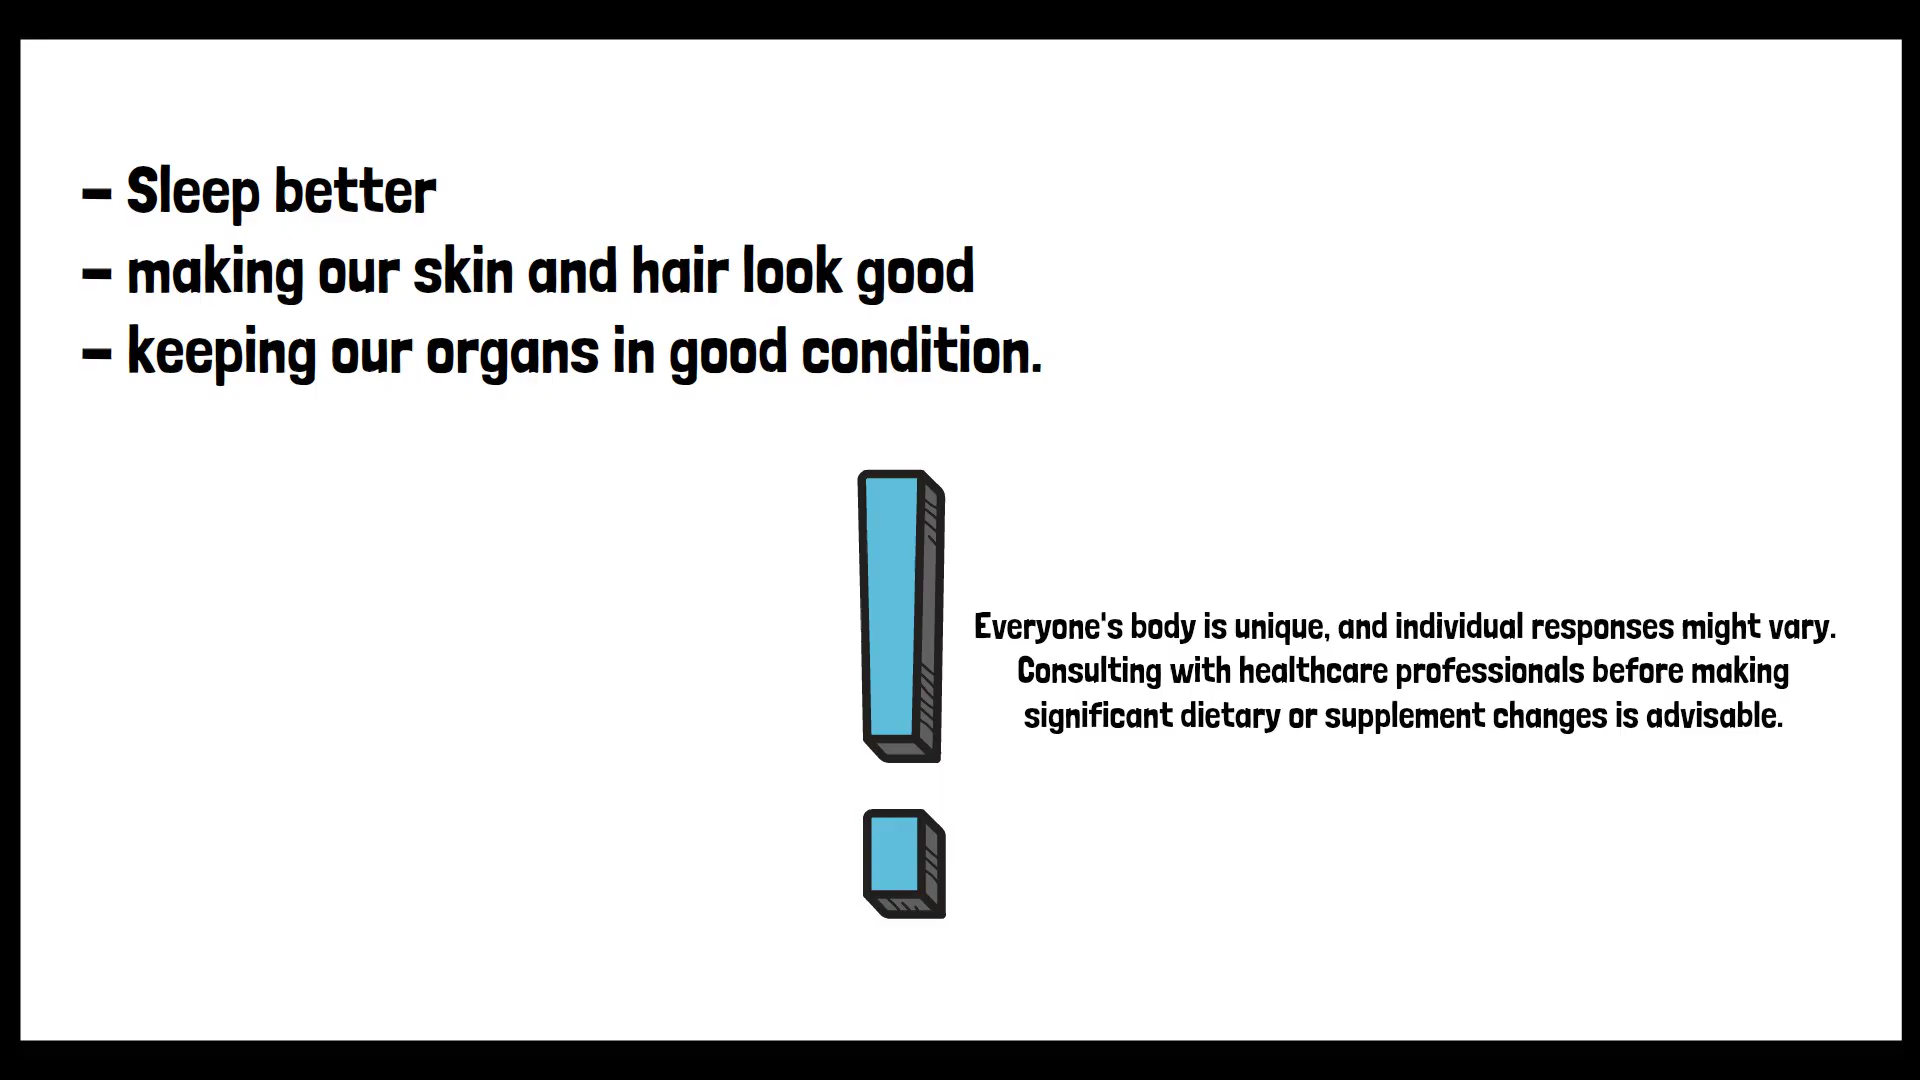 – Sleep better
– making our skin and hair look good
– keeping our organs in good condition.
Everyone's body is unique, and individual responses might vary.
Consulting with healthcare professionals before making
significant dietary or supplement changes is advisable.